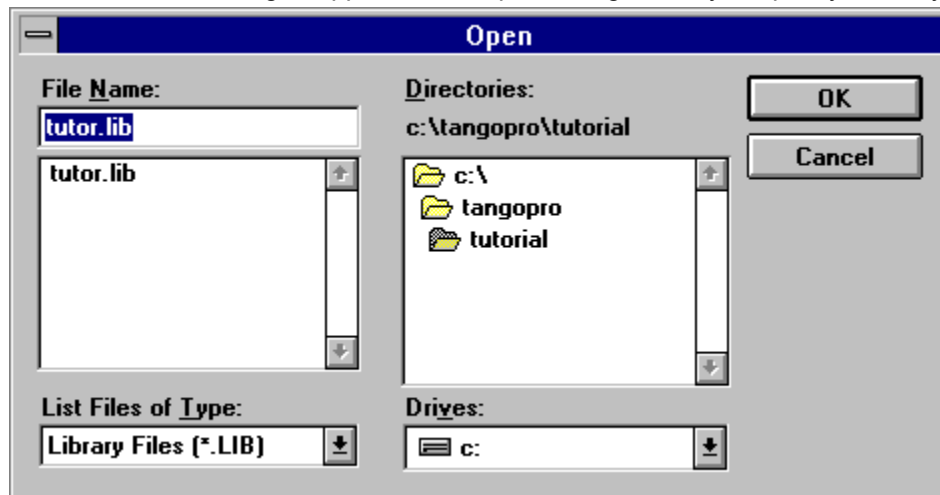 Open
File Name:
tutor.lib
tutor.lib
List Files of Type:
Library Files (*.LIB)
Directories:
c:\tangopro\tutorial
c:\
tangopro
tutorial
Drives:
c:
OK
Cancel